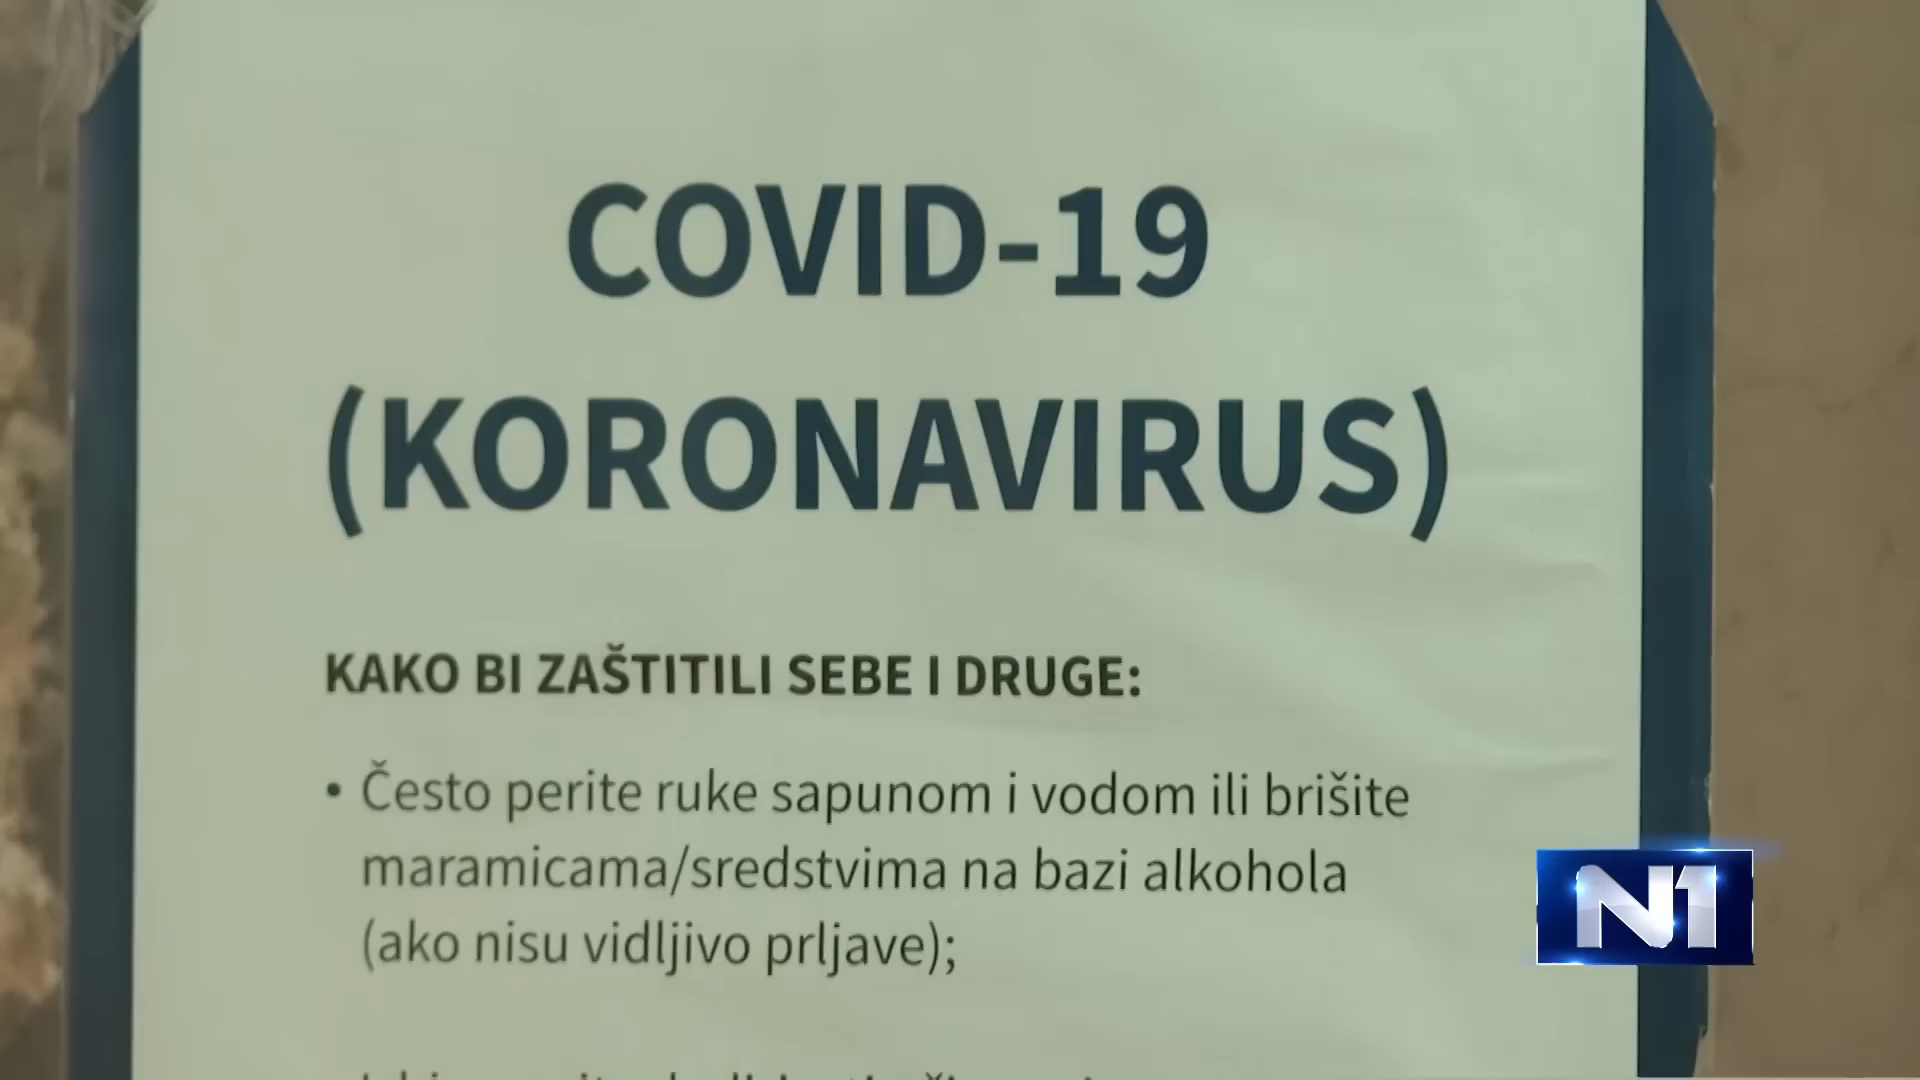 COVID-19
(KORONAVIRUS)
KAKO BI ZAŠTITILI SEBE I DRUGE:
• Često perite ruke sapunom i vodom ili brišite
maramicama/sredstvima na bazi alkohola
(ako nisu vidljivo prljave);
N1